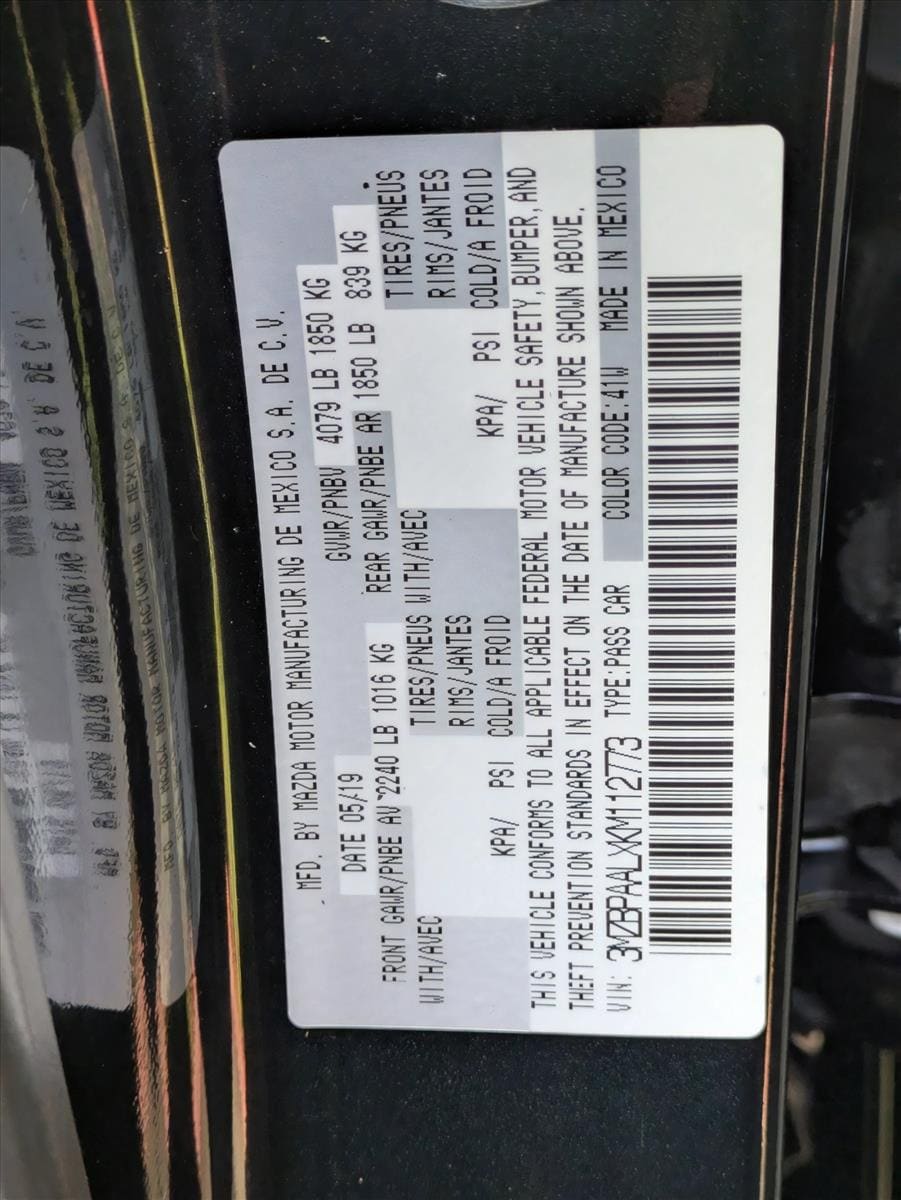 MFD. BY MAZDA MOTOR MANUFACTURING DE MEXICO S.A. DE C.V.
DATE 05/19 GVWR/PNBV 4079 LB 1850 KG
FRONT GAWR/PNBE AV 2240 LB 1016 KG REAR GAWR/PNBE AR 1850 LB 839 KG
WITH/AVEC TIRES/PNEUS WITH/AVEC TIRES/PNEUS
RIMS/JANTES RIMS/JANTES
KPA/ PSI COLD/A FROID KPA/ PSI COLD/A FROID
THIS VEHICLE CONFORMS TO ALL APPLICABLE FEDERAL MOTOR VEHICLE SAFETY, BUMPER, AND
THEFT PREVENTION STANDARDS IN EFFECT ON THE DATE OF MANUFACTURE SHOWN ABOVE.
VIN: 3MZBPAALXKM112773 TYPE:PASS CAR COLOR CODE:41W MADE IN MEXICO